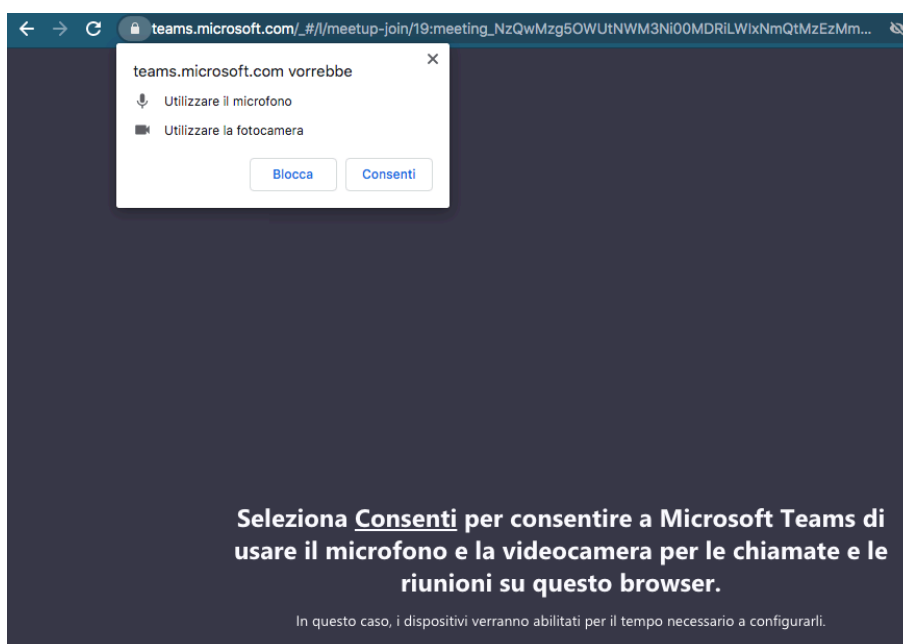 teams.microsoft.com/_#/l/meetup-join/19:meeting_NzQwMzg5OWUtNWM3Ni00MDRiLWIxNmQtMzEzMm...
teams.microsoft.com vorrebbe
Utilizzare il microfono
Utilizzare la fotocamera
Blocca Consenti
Seleziona Consenti per consentire a Microsoft Teams di
usare il microfono e la videocamera per le chiamate e le
riunioni su questo browser.
In questo caso, i dispositivi verranno abilitati per il tempo necessario a configurarli.